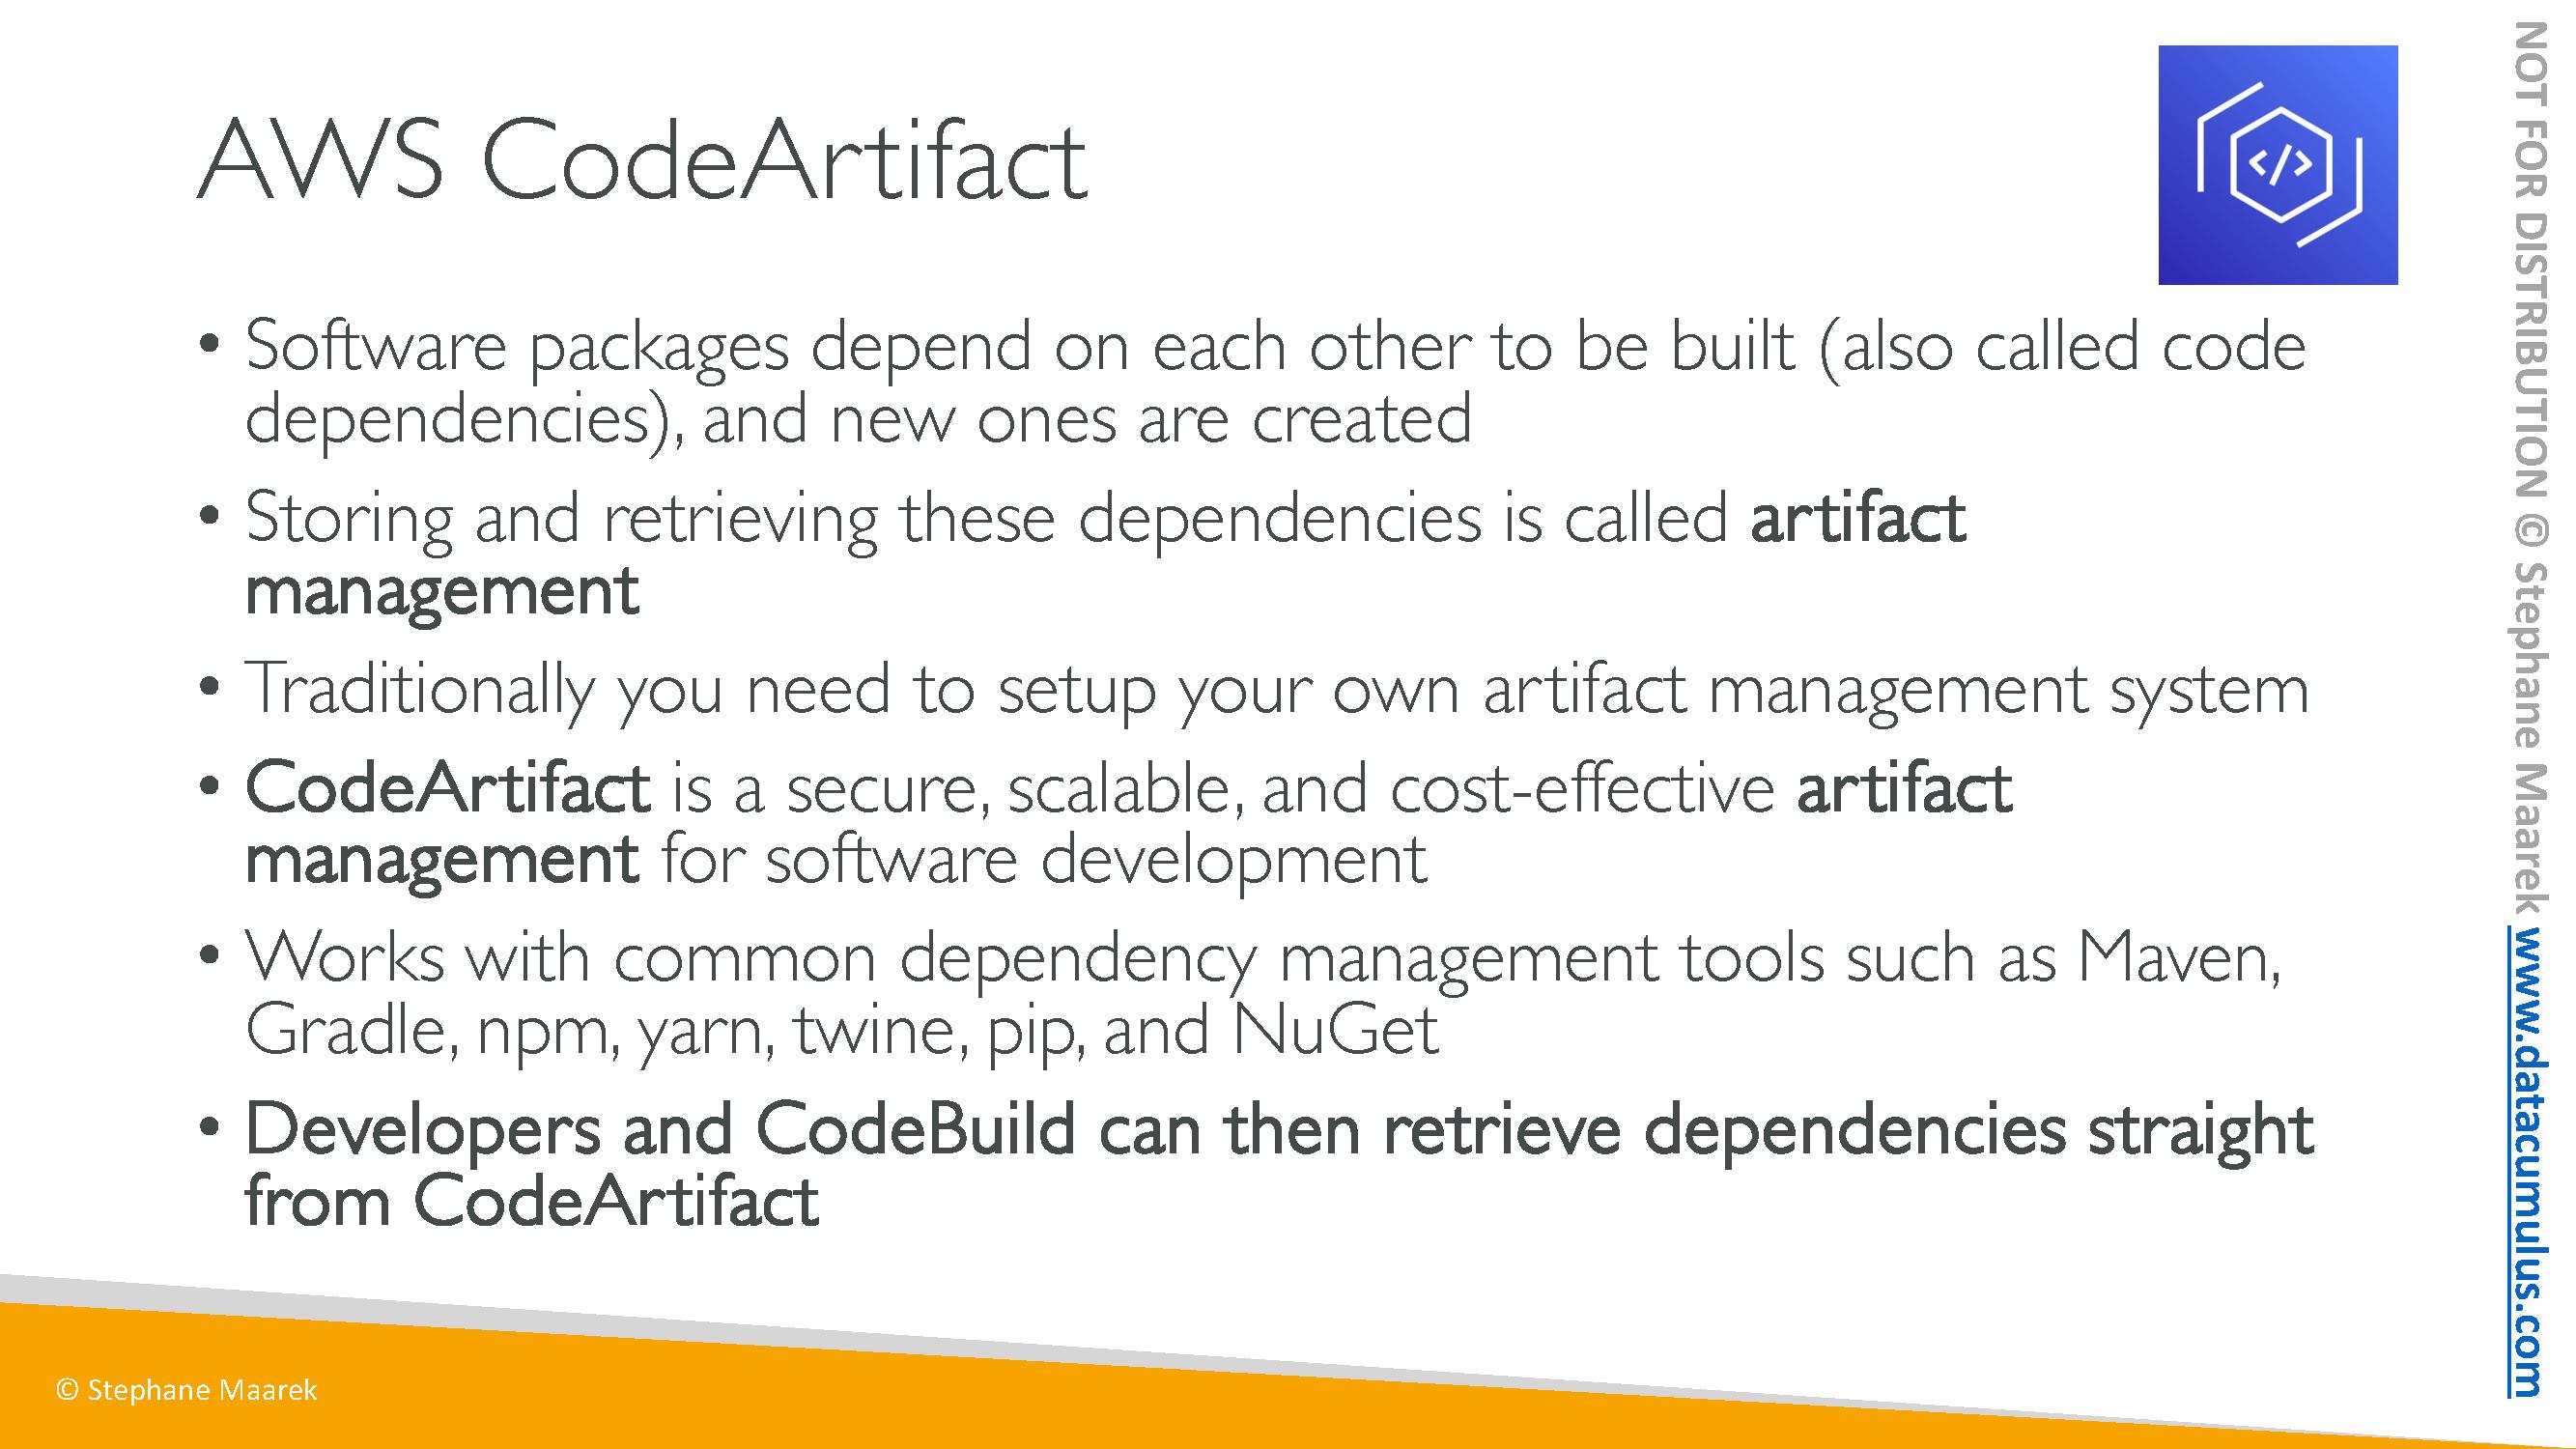 AWS CodeArtifact
• Software packages depend on each other to be built (also called code
dependencies), and new ones are created
• Storing and retrieving these dependencies is called artifact
management
• Traditionally you need to setup your own artifact management system
• CodeArtifact is a secure, scalable, and cost-effective artifact
management for software development
• Works with common dependency management tools such as Maven,
Gradle, npm, yarn, twine, pip, and NuGet
• Developers and CodeBuild can then retrieve dependencies straight
from CodeArtifact
© Stephane Maarek
NOT FOR DISTRIBUTION © Stephane Maarek www.datacumulus.com